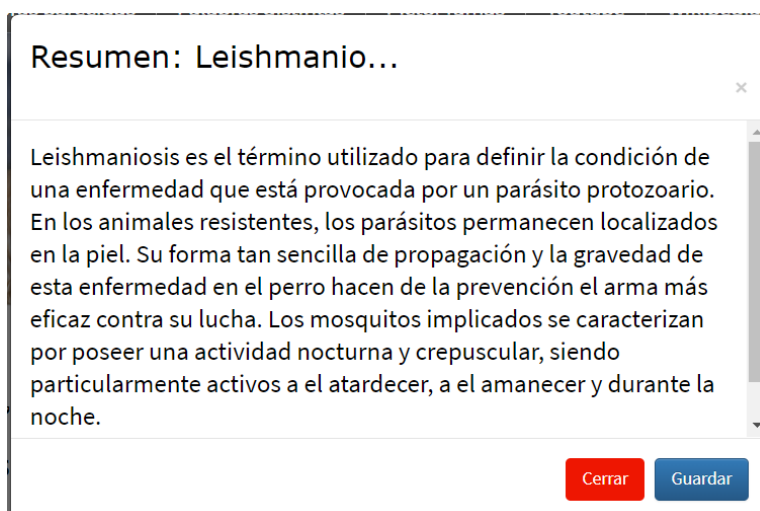 Resumen: Leishmanio...
×
Leishmaniosis es el término utilizado para definir la condición de
una enfermedad que está provocada por un parásito protozoario.
En los animales resistentes, los parásitos permanecen localizados
en la piel. Su forma tan sencilla de propagación y la gravedad de
esta enfermedad en el perro hacen de la prevención el arma más
eficaz contra su lucha. Los mosquitos implicados se caracterizan
por poseer una actividad nocturna y crepuscular, siendo
particularmente activos a el atardecer, a el amanecer y durante la
noche.
Cerrar Guardar